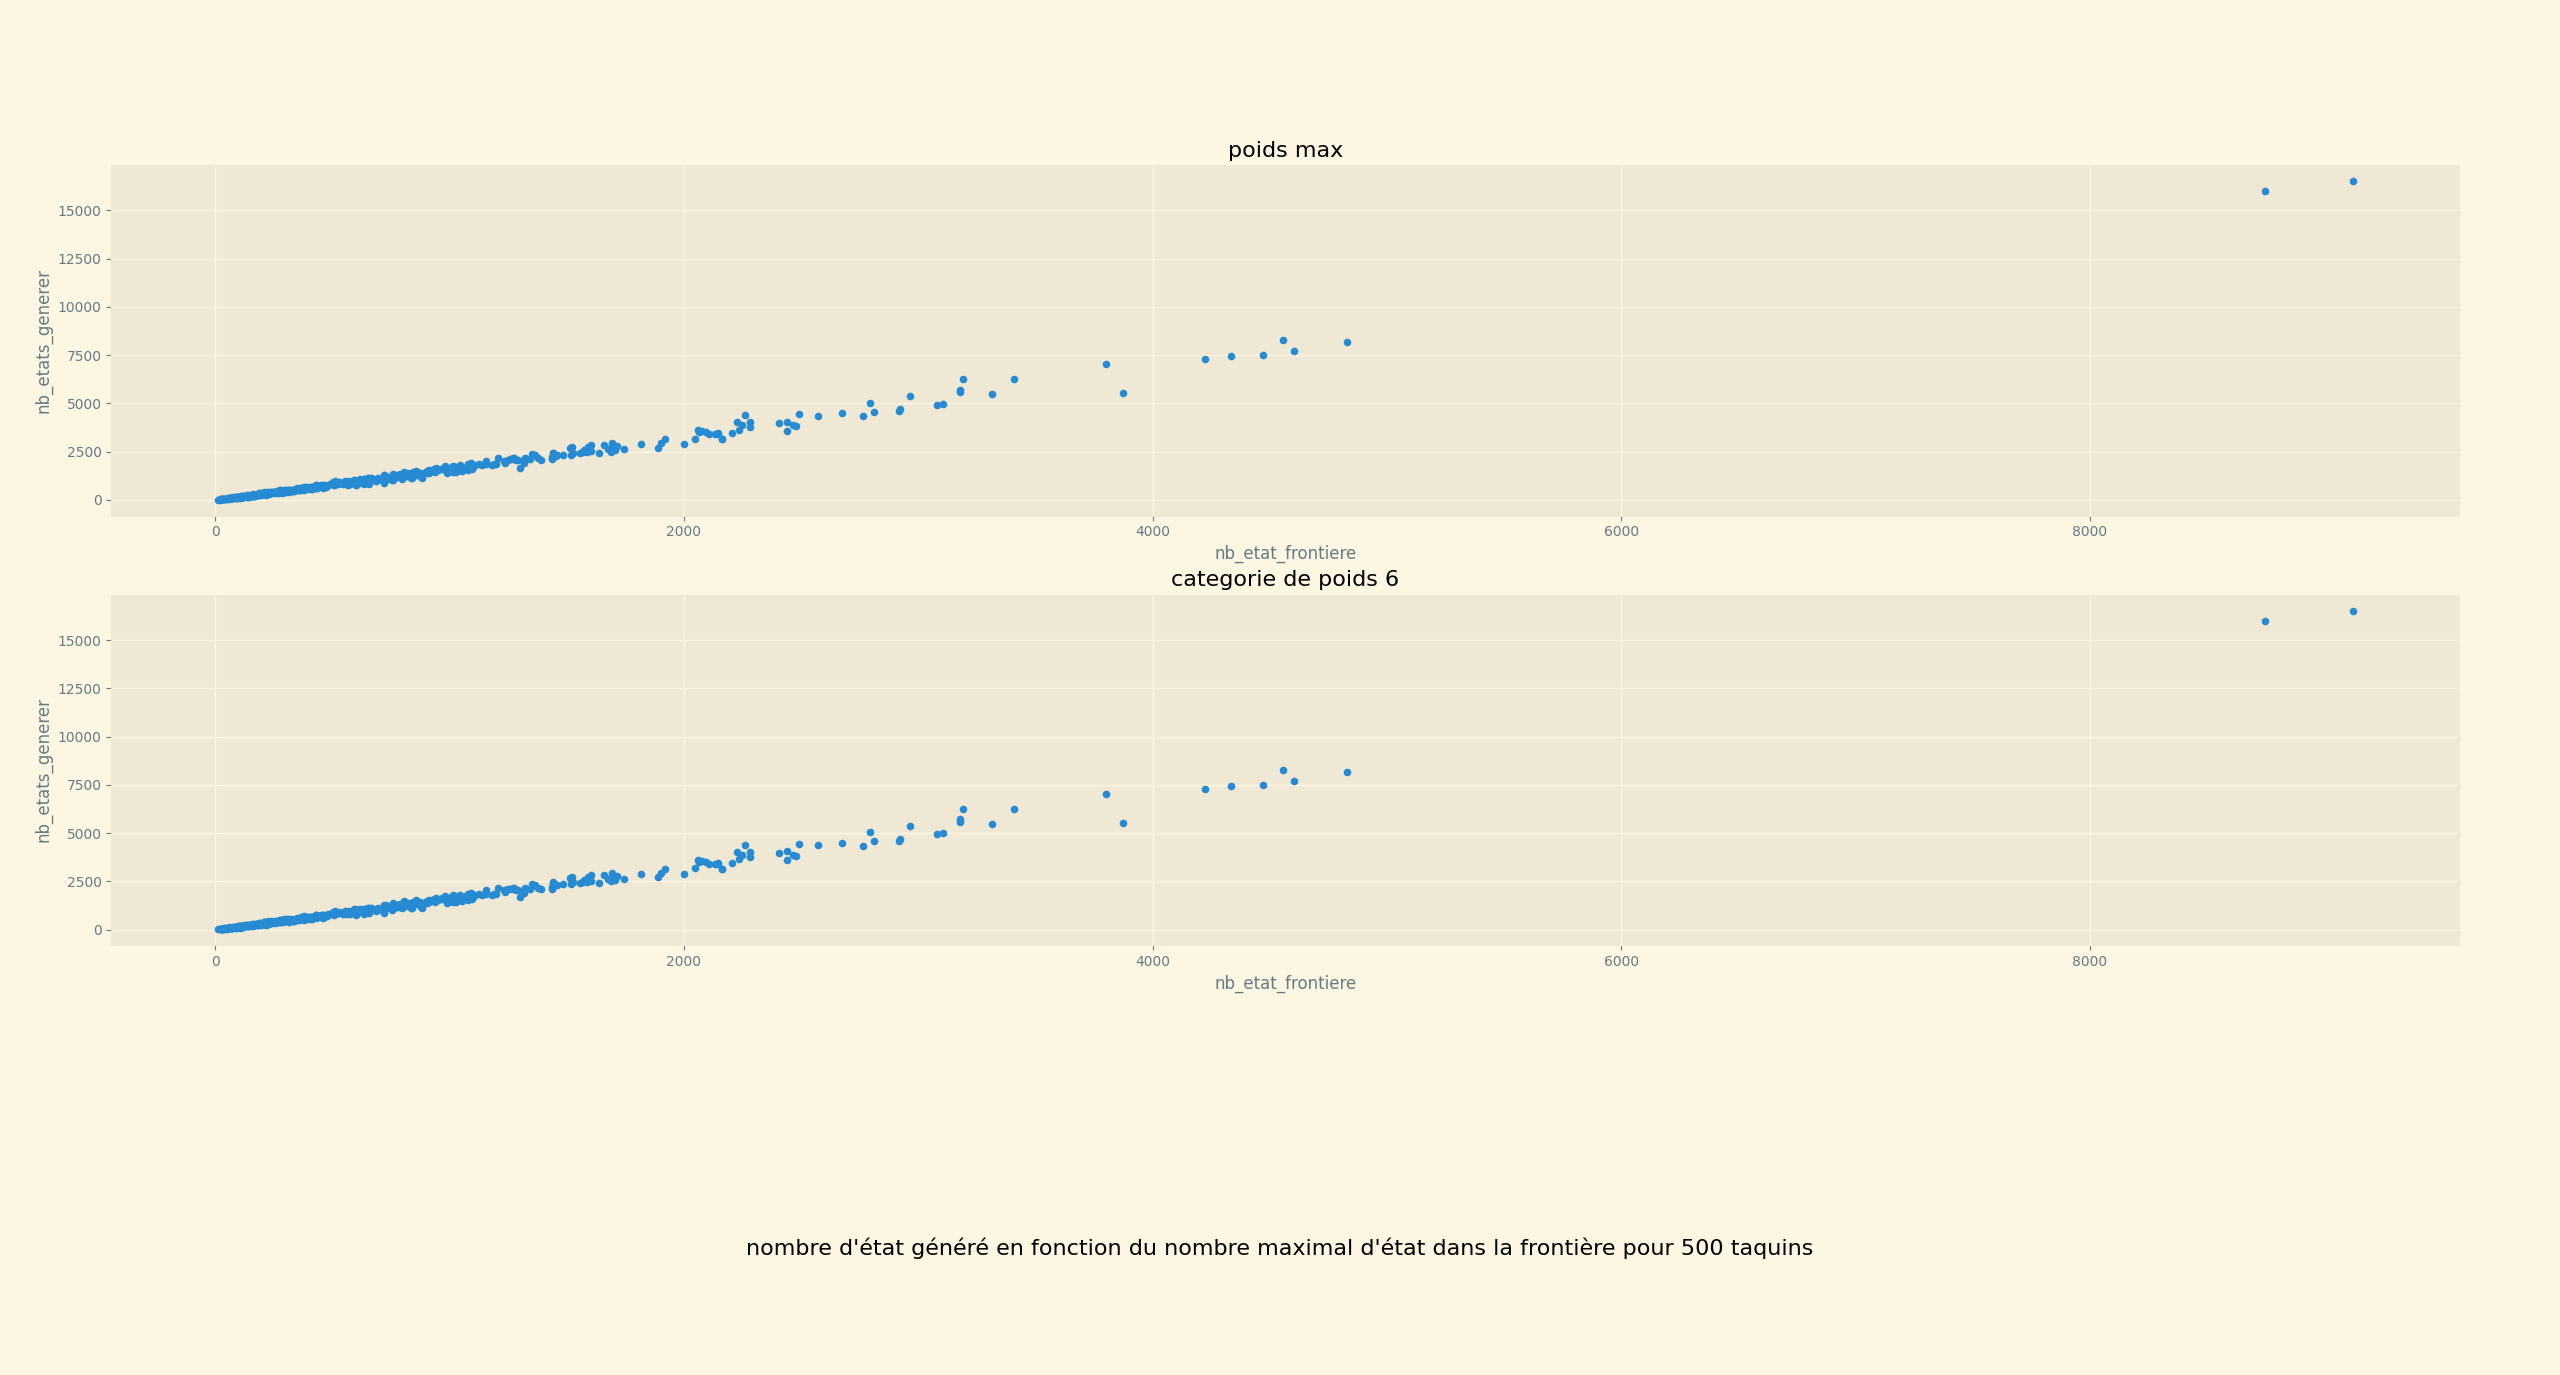 poids max
15000
12500
10000
7500
5000
2500
0
nb_etats_generer
0 2000 4000 6000 8000
nb_etat_frontiere
categorie de poids 6
15000
12500
10000
7500
5000
2500
0
nb_etats_generer
0 2000 4000 6000 8000
nb_etat_frontiere
nombre d'état généré en fonction du nombre maximal d'état dans la frontière pour 500 taquins